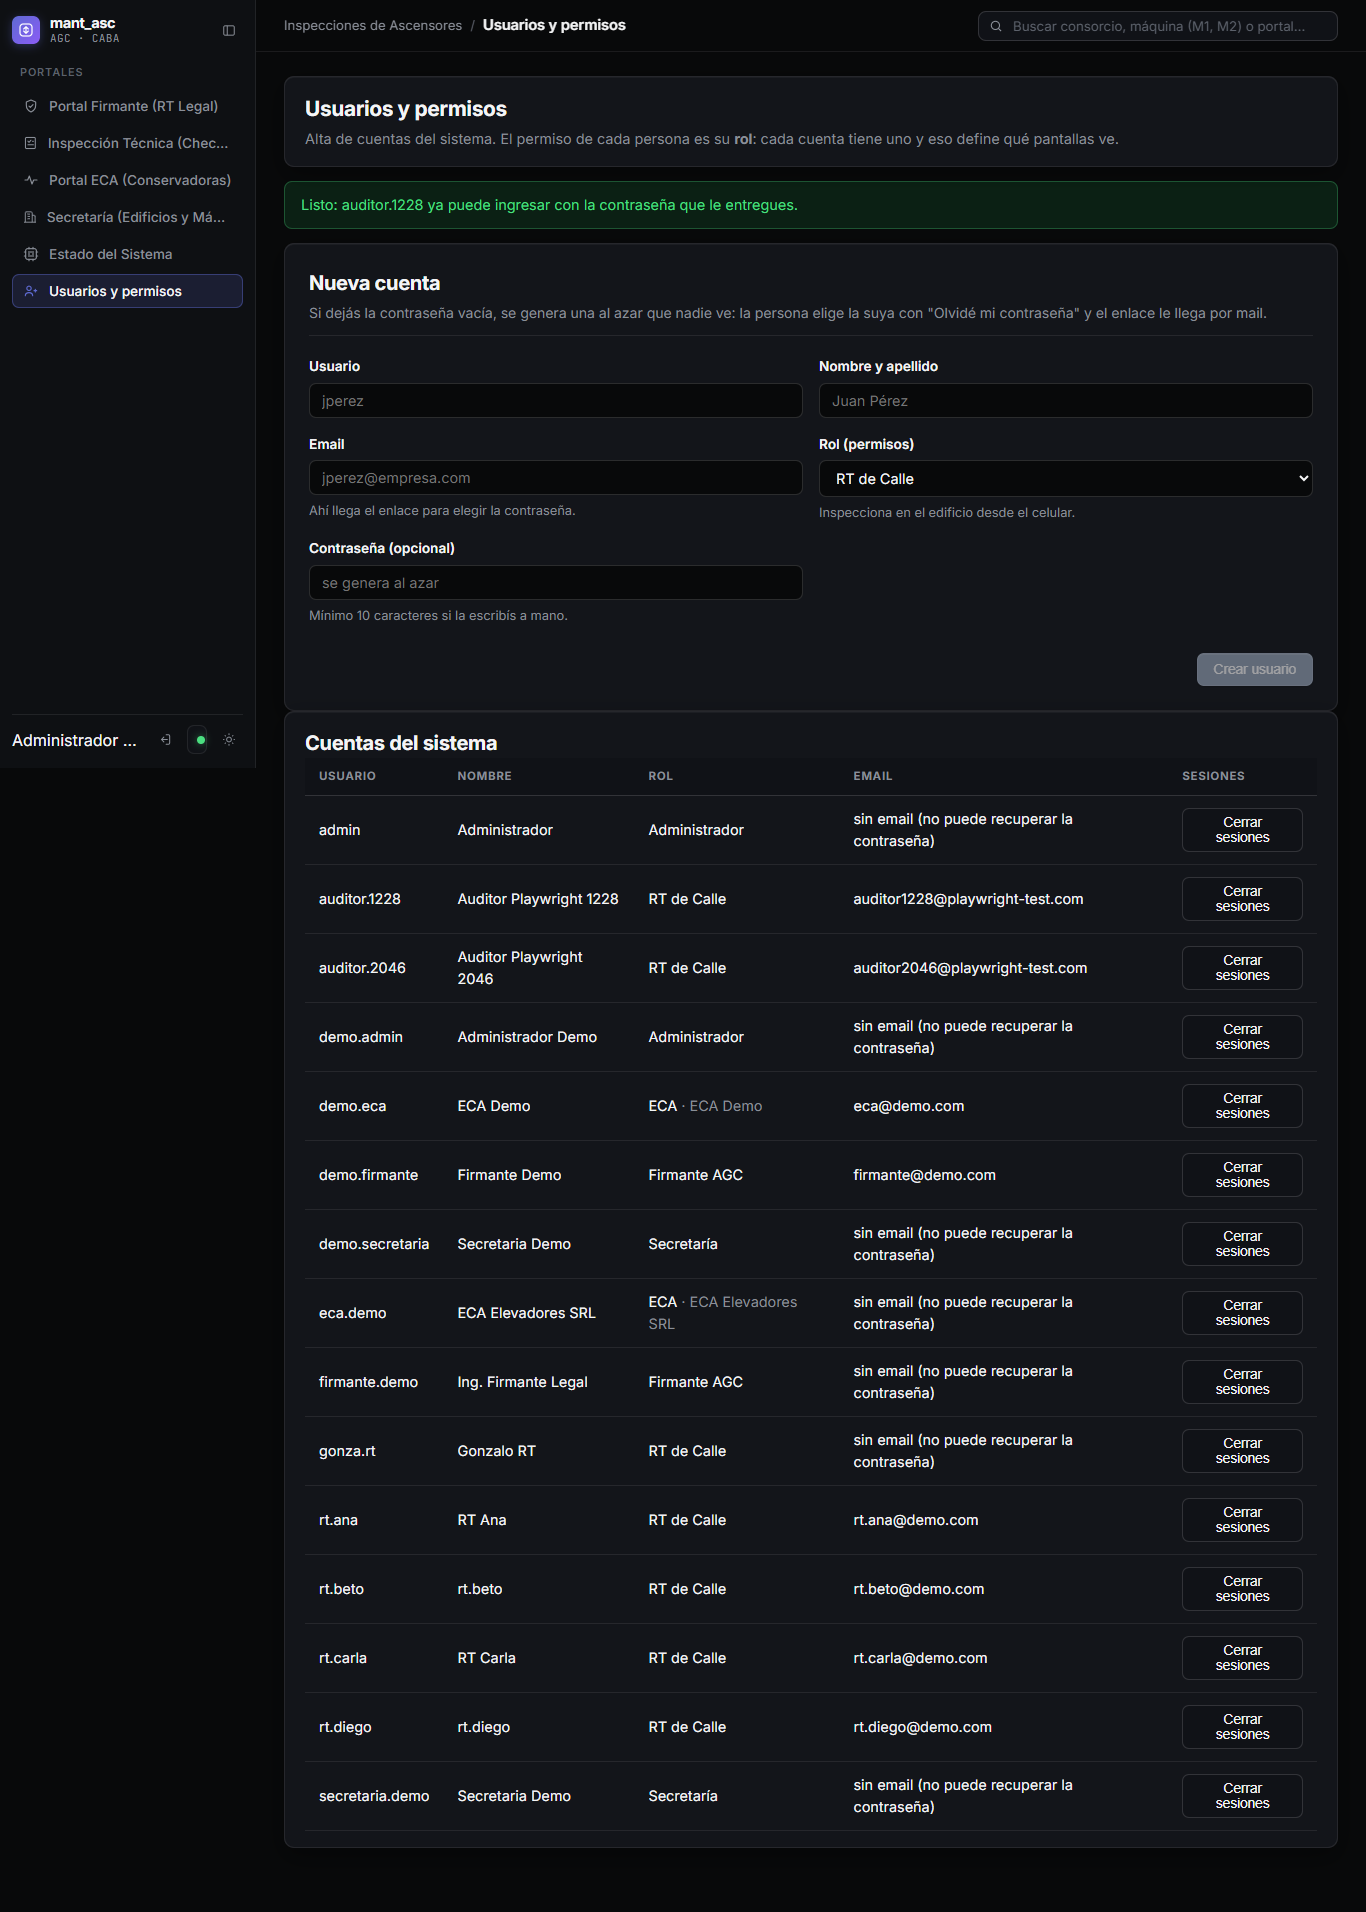 mant_asc
AGC · CABA
PORTALES
Portal Firmante (RT Legal)
Inspección Técnica (Chec...
Portal ECA (Conservadoras)
Secretaría (Edificios y Má...
Estado del Sistema
Usuarios y permisos
Administrador ...
Inspecciones de Ascensores / Usuarios y permisos
Buscar consorcio, máquina (M1, M2) o portal...
Usuarios y permisos
Alta de cuentas del sistema. El permiso de cada persona es su rol: cada cuenta tiene uno y eso define qué pantallas ve.
Listo: auditor.1228 ya puede ingresar con la contraseña que le entregues.
Nueva cuenta
Si dejás la contraseña vacía, se genera una al azar que nadie ve: la persona elige la suya con "Olvidé mi contraseña" y el enlace le llega por mail.
Usuario
jperez
Nombre y apellido
Juan Pérez
Email
jperez@empresa.com
Ahí llega el enlace para elegir la contraseña.
Rol (permisos)
RT de Calle
Inspecciona en el edificio desde el celular.
Contraseña (opcional)
se genera al azar
Mínimo 10 caracteres si la escribís a mano.
Crear usuario
Cuentas del sistema
USUARIO NOMBRE ROL EMAIL SESIONES
admin Administrador Administrador sin email (no puede recuperar la contraseña) Cerrar sesiones
auditor.1228 Auditor Playwright 1228 RT de Calle auditor1228@playwright-test.com Cerrar sesiones
auditor.2046 Auditor Playwright 2046 RT de Calle auditor2046@playwright-test.com Cerrar sesiones
demo.admin Administrador Demo Administrador sin email (no puede recuperar la contraseña) Cerrar sesiones
demo.eca ECA Demo ECA · ECA Demo eca@demo.com Cerrar sesiones
demo.firmante Firmante Demo Firmante AGC firmante@demo.com Cerrar sesiones
demo.secretaria Secretaria Demo Secretaría sin email (no puede recuperar la contraseña) Cerrar sesiones
eca.demo ECA Elevadores SRL ECA · ECA Elevadores SRL sin email (no puede recuperar la contraseña) Cerrar sesiones
firmante.demo Ing. Firmante Legal Firmante AGC sin email (no puede recuperar la contraseña) Cerrar sesiones
gonza.rt Gonzalo RT RT de Calle sin email (no puede recuperar la contraseña) Cerrar sesiones
rt.ana RT Ana RT de Calle rt.ana@demo.com Cerrar sesiones
rt.beto rt.beto RT de Calle rt.beto@demo.com Cerrar sesiones
rt.carla RT Carla RT de Calle rt.carla@demo.com Cerrar sesiones
rt.diego rt.diego RT de Calle rt.diego@demo.com Cerrar sesiones
secretaria.demo Secretaria Demo Secretaría sin email (no puede recuperar la contraseña) Cerrar sesiones